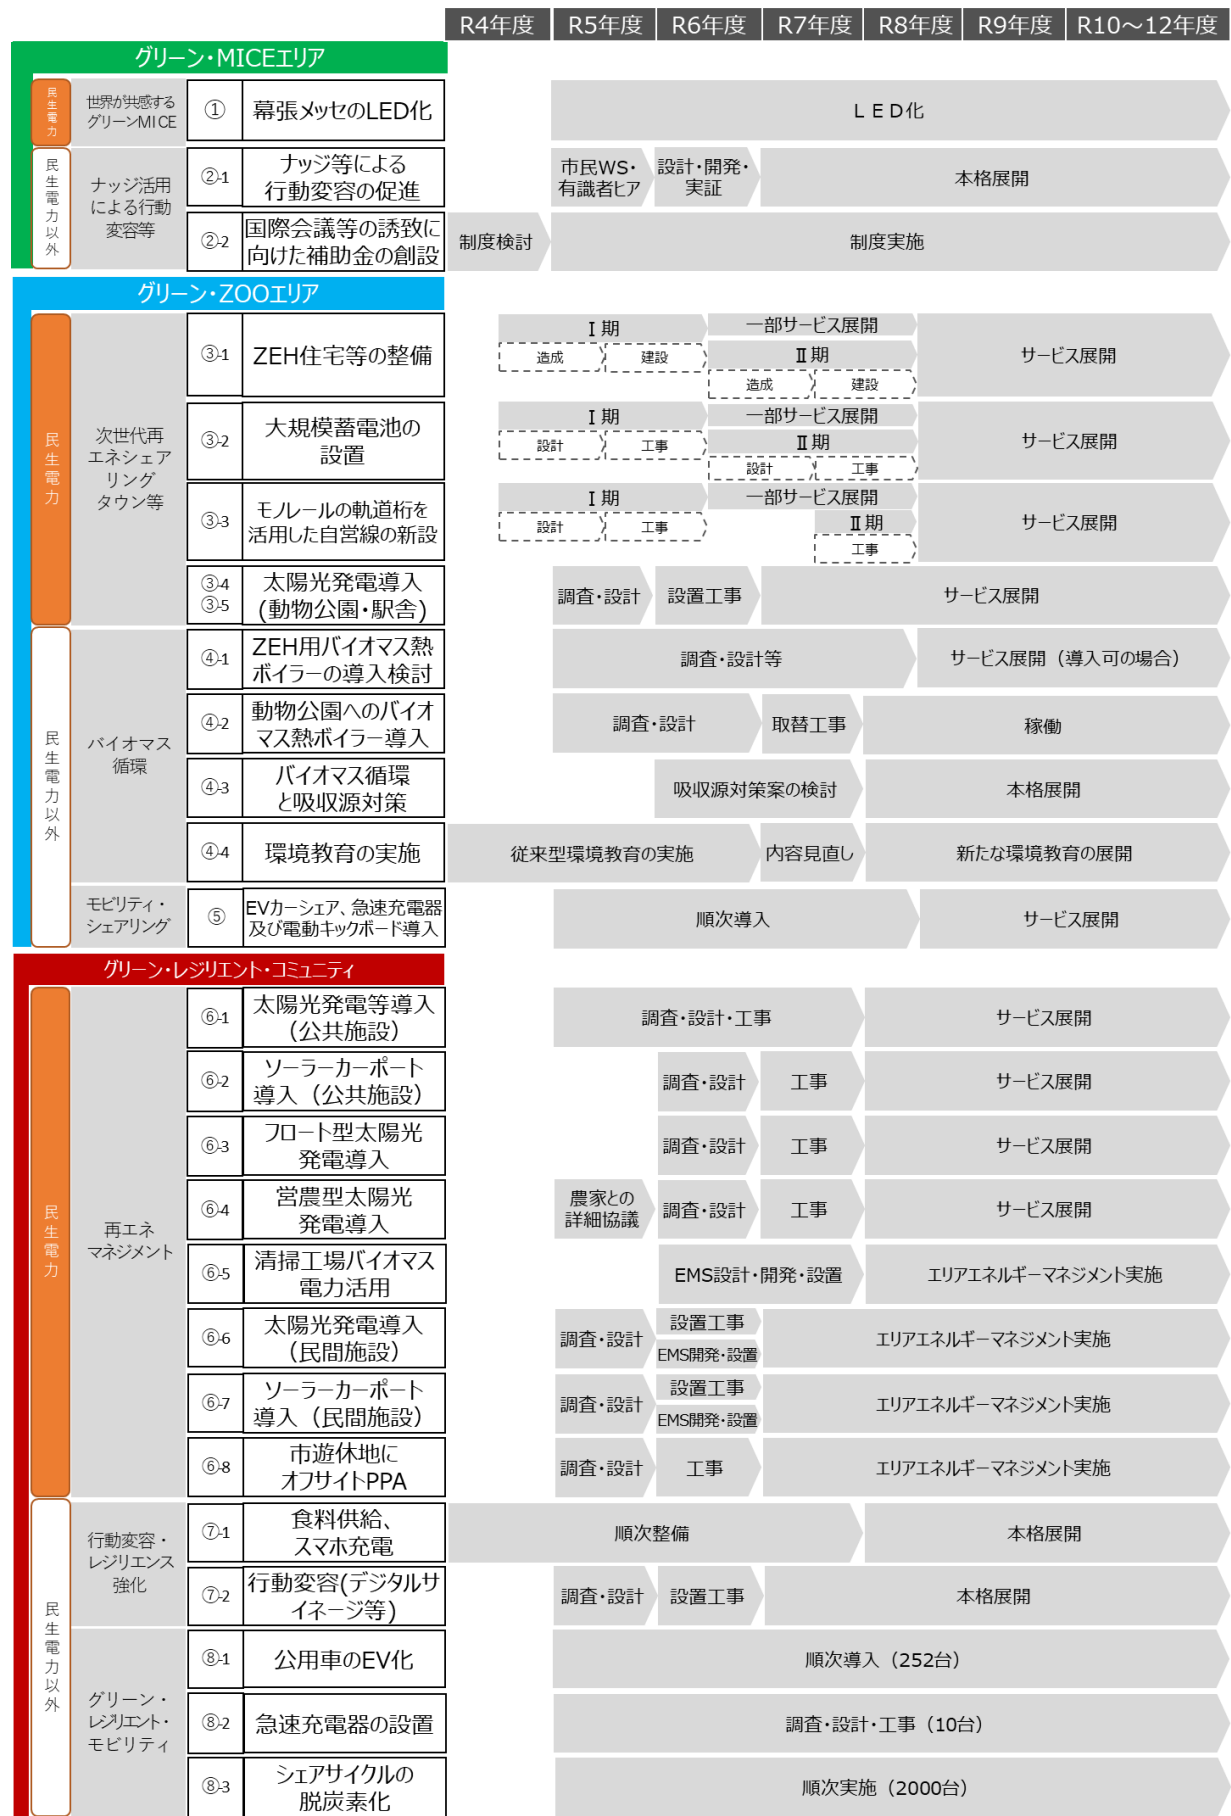 R4年度 R5年度 R6年度 R7年度 R8年度 R9年度 R10～12年度
グリーン・MICEエリア
民生電力
世界が共感する
グリーンMICE
①
幕張メッセのLED化
ＬＥＤ化
民生電力以外
ナッジ活用
による行動
変容等
②-1
ナッジ等による
行動変容の促進
市民WS・
有識者ヒア
設計・開発・
実証
本格展開
②-2
国際会議等の誘致に
向けた補助金の創設
制度検討
制度実施
グリーン・ZOOエリア
民生電力
次世代再
エネシェア
リング
タウン等
③-1
ZEH住宅等の整備
Ⅰ期
造成
建設
一部サービス展開
Ⅱ期
造成
建設
サービス展開
③-2
大規模蓄電池の
設置
Ⅰ期
設計
工事
一部サービス展開
Ⅱ期
設計
工事
サービス展開
③-3
モノレールの軌道桁を
活用した自営線の新設
Ⅰ期
設計
工事
一部サービス展開
Ⅱ期
工事
サービス展開
③-4
③-5
太陽光発電導入
(動物公園・駅舎)
調査・設計
設置工事
サービス展開
民生電力以外
バイオマス
循環
④-1
ZEH用バイオマス熱
ボイラーの導入検討
調査・設計等
サービス展開（導入可の場合）
④-2
動物公園へのバイオ
マス熱ボイラー導入
調査・設計
取替工事
稼働
④-3
バイオマス循環
と吸収源対策
吸収源対策案の検討
本格展開
④-4
環境教育の実施
従来型環境教育の実施
内容見直し
新たな環境教育の展開
モビリティ・
シェアリング
⑤
EVカーシェア、急速充電器
及び電動キックボード導入
順次導入
サービス展開
グリーン・レジリエント・コミュニティ
民生電力
再エネ
マネジメント
⑥-1
太陽光発電等導入
（公共施設）
調査・設計・工事
サービス展開
⑥-2
ソーラーカーポート
導入（公共施設）
調査・設計
工事
サービス展開
⑥-3
フロート型太陽光
発電導入
調査・設計
工事
サービス展開
⑥-4
営農型太陽光
発電導入
農家との
詳細協議
調査・設計
工事
サービス展開
⑥-5
清掃工場バイオマス
電力活用
EMS設計・開発・設置
エリアエネルギーマネジメント実施
⑥-6
太陽光発電導入
（民間施設）
調査・設計
設置工事
EMS開発・設置
エリアエネルギーマネジメント実施
⑥-7
ソーラーカーポート
導入（民間施設）
調査・設計
設置工事
EMS開発・設置
エリアエネルギーマネジメント実施
⑥-8
市遊休地に
オフサイトPPA
調査・設計
工事
エリアエネルギーマネジメント実施
民生電力以外
行動変容・
レジリエンス
強化
⑦-1
食料供給、
スマホ充電
順次整備
本格展開
⑦-2
行動変容(デジタルサ
イネージ等)
調査・設計
設置工事
本格展開
グリーン・
レジリエント・
モビリティ
⑧-1
公用車のEV化
順次導入（252台）
⑧-2
急速充電器の設置
調査・設計・工事（10台）
⑧-3
シェアサイクルの
脱炭素化
順次実施（2000台）